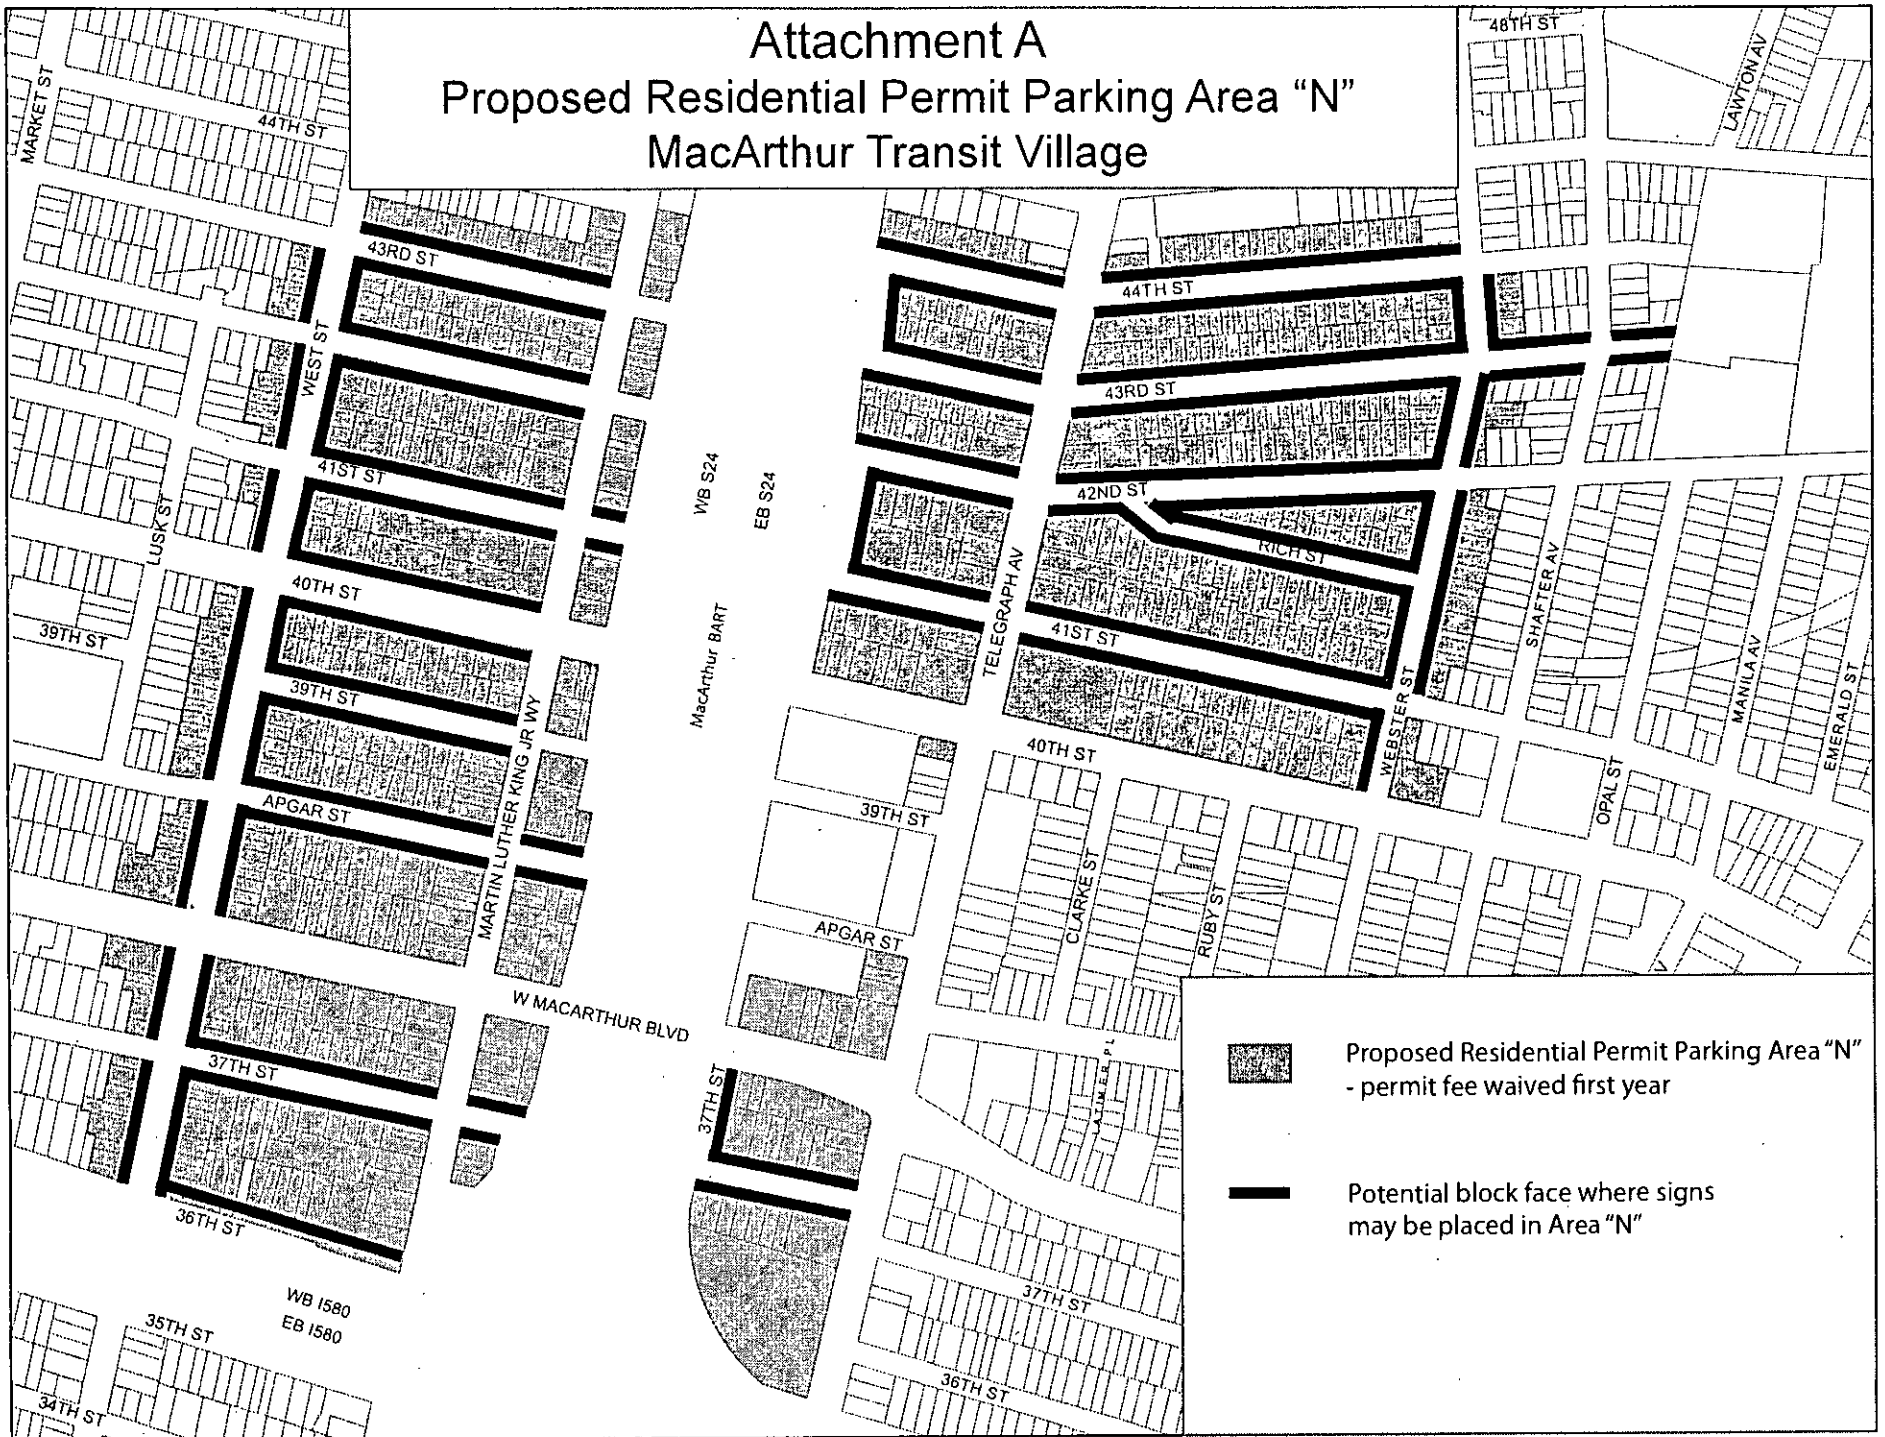 Attachment A
Proposed Residential Permit Parking Area “N”
MacArthur Transit Village
48TH ST
LAWTON AV
MARKET ST
44TH ST
43RD ST
44TH ST
WEST ST
43RD ST
41ST ST
WB S24
EB S24
42ND ST
LUSK ST
RICH ST
40TH ST
SHAFTER AV
39TH ST
TELEGRAPH AV
41ST ST
MacArthur BART
MANILA AV
EMERALD ST
39TH ST
WEBSTER ST
40TH ST
MARTIN LUTHER KING JR WY
OPAL ST
APGAR ST
39TH ST
CLARKE ST
RUBY ST
APGAR ST
V
W MACARTHUR BLVD
37TH ST
37TH ST
LATIMER PL
Proposed Residential Permit Parking Area “N”
- permit fee waived first year
Potential block face where signs
may be placed in Area “N”
36TH ST
WB I580
EB I580
37TH ST
35TH ST
36TH ST
34TH ST